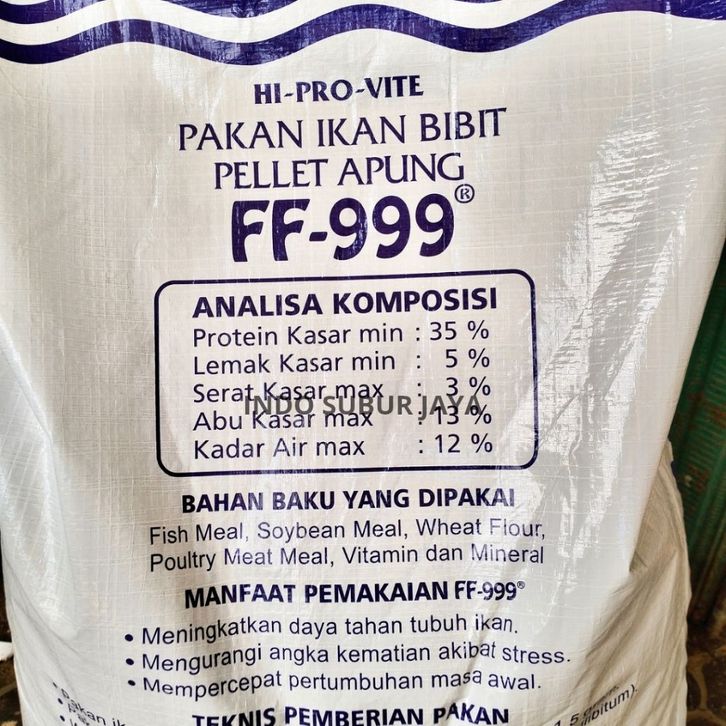 HI-PRO-VITE
PAKAN IKAN BIBIT
PELLET APUNG
FF-999®
ANALISA KOMPOSISI
Protein Kasar min : 35 %
Lemak Kasar min : 5 %
Serat Kasar max : 3 %
INDO SUBUR JAYA
Abu Kasar max : 13 %
Kadar Air max : 12 %
BAHAN BAKU YANG DIPAKAI
Fish Meal, Soybean Meal, Wheat Flour,
Poultry Meat Meal, Vitamin dan Mineral
MANFAAT PEMAKAIAN FF-999®
• Meningkatkan daya tahan tubuh ikan.
• Mengurangi angka kematian akibat stress.
• Mempercepat pertumbuhan masa awal.
TEKNIS PEMBERIAN PAKAN